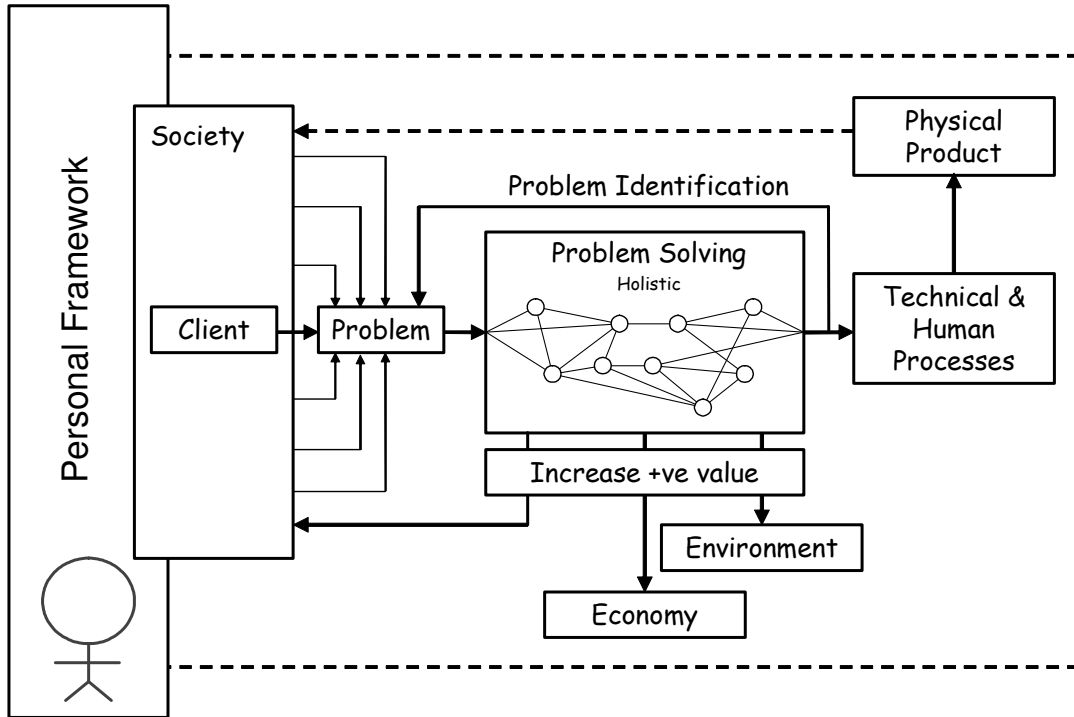 Personal Framework
Society
Client
Problem
Problem Identification
Problem Solving
Holistic
Increase +ve value
Environment
Economy
Physical
Product
Technical &
Human
Processes